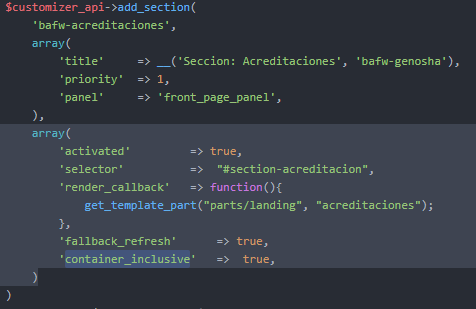 $customizer_api->add_section(
'bafw-acreditaciones',
array(
'title' => __('Seccion: Acreditaciones', 'bafw-genosha'),
'priority' => 1,
'panel' => 'front_page_panel',
),
array(
'activated' => true,
'selector' => "#section-acreditacion",
'render_callback' => function(){
get_template_part("parts/landing", "acreditaciones");
},
'fallback_refresh' => true,
'container_inclusive' => true,
)
)